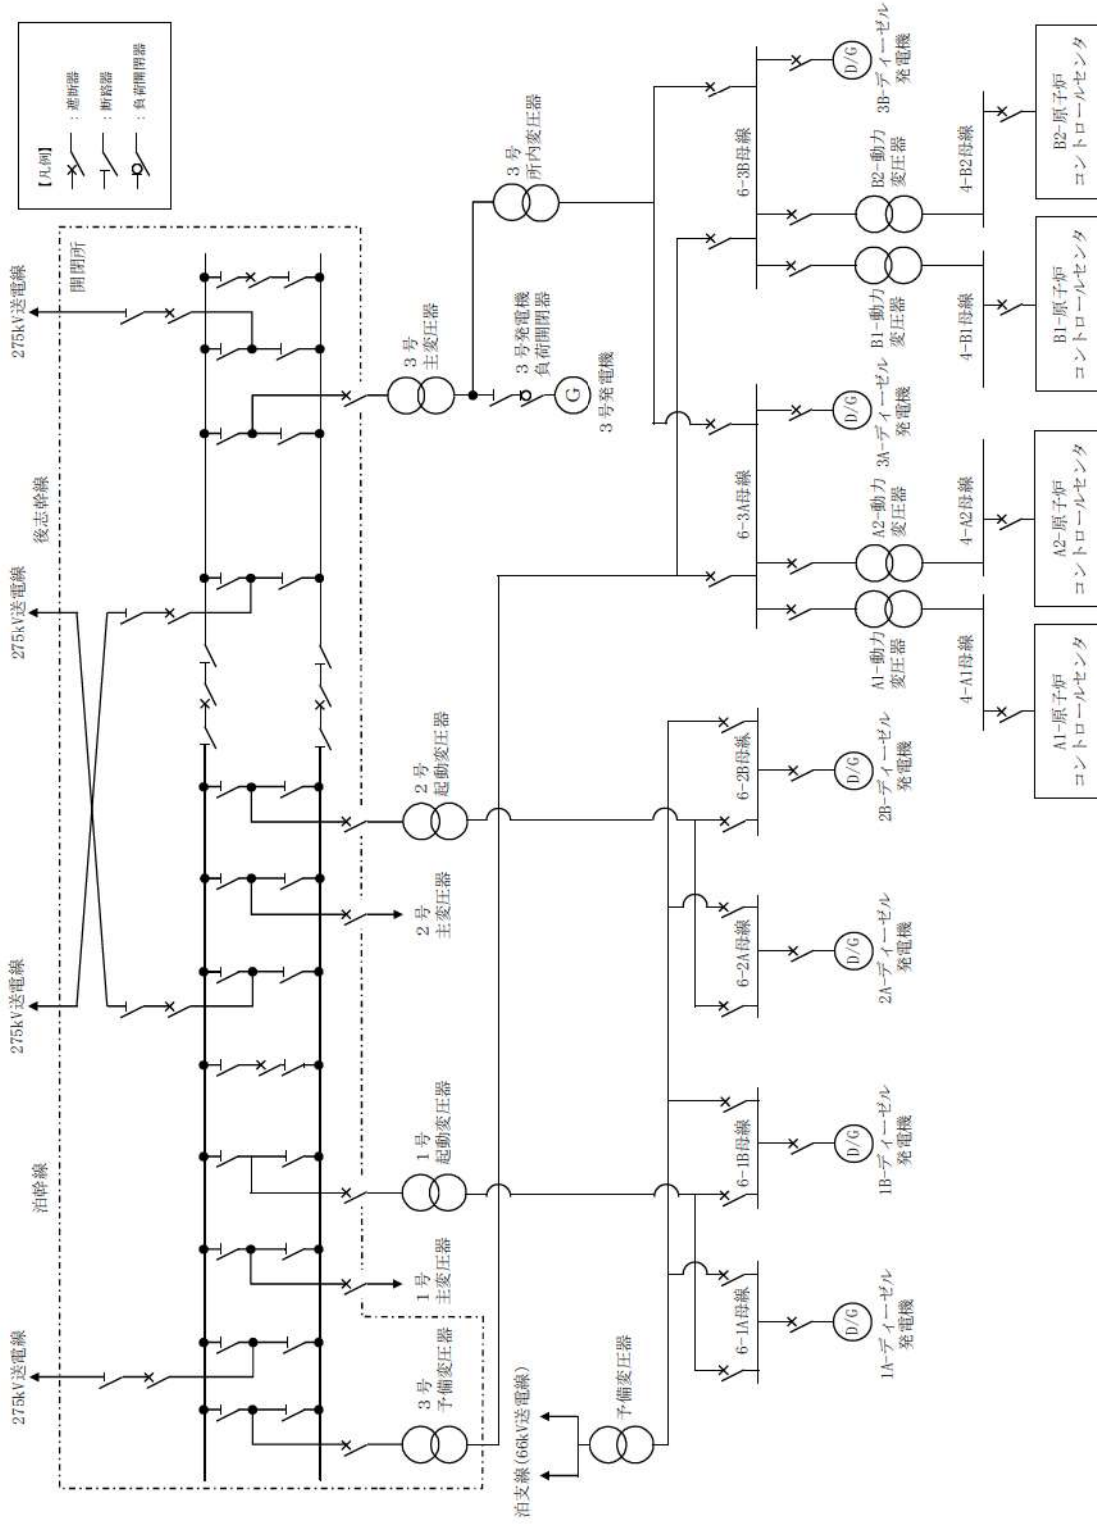 【凡例】
：遮断器
：断路器
：負荷開閉器
泊幹線
後志幹線
275kV送電線
275kV送電線
275kV送電線
275kV送電線
開閉所
3号
予備変圧器
1号
主変圧器
1号
起動変圧器
2号
主変圧器
2号
起動変圧器
3号
主変圧器
3号発電機
負荷開閉器
G
3号発電機
3号
所内変圧器
泊支線(66kV送電線)
予備変圧器
6-1A母線
6-1B母線
6-2A母線
6-2B母線
6-3A母線
6-3B母線
D/G
1A-ディーゼル
発電機
D/G
1B-ディーゼル
発電機
D/G
2A-ディーゼル
発電機
D/G
2B-ディーゼル
発電機
A1-動力
変圧器
A2-動力
変圧器
D/G
3A-ディーゼル
発電機
B1-動力
変圧器
B2-動力
変圧器
D/G
3B-ディーゼル
発電機
4-A1母線
4-A2母線
4-B1母線
4-B2母線
A1-原子炉
コントロールセンタ
A2-原子炉
コントロールセンタ
B1-原子炉
コントロールセンタ
B2-原子炉
コントロールセンタ